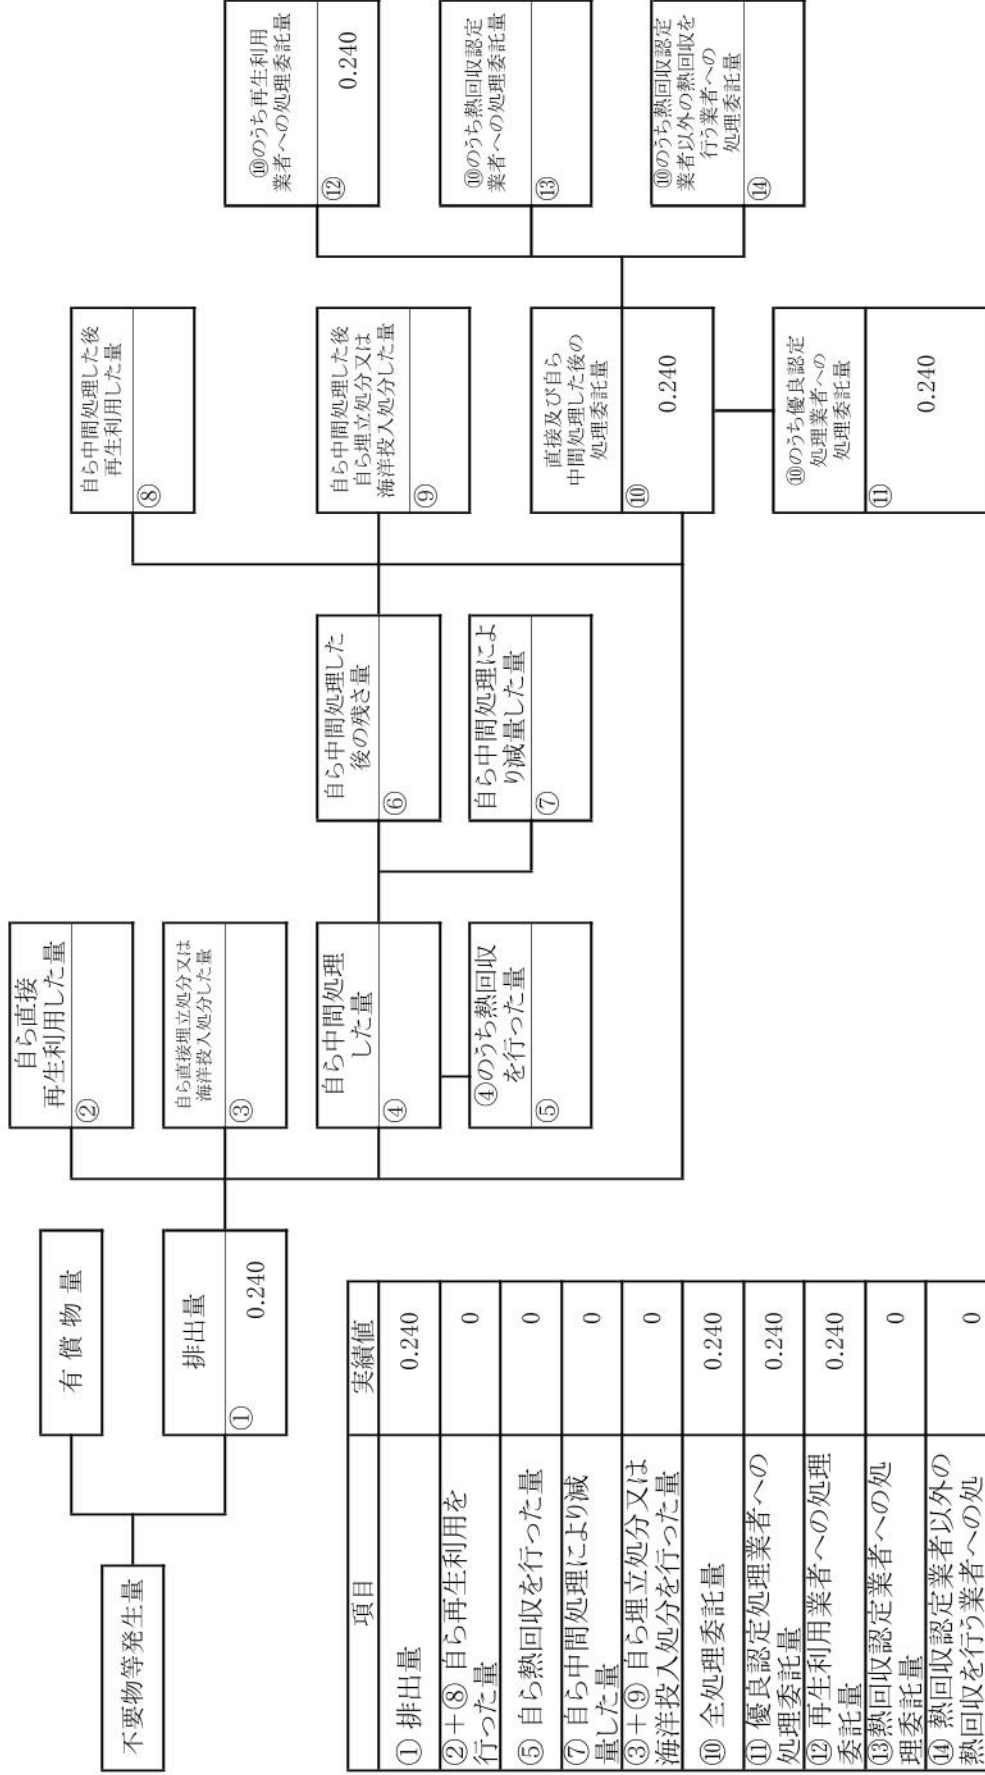 不要物等発生量
有 償 物 量
排出量
①
0.240
自ら直接
再生利用した量
②
自ら直接埋立処分又は
海洋投入処分した量
③
自ら中間処理
した量
④
④のうち熱回収
を行った量
⑤
自ら中間処理した
後の残さ量
⑥
自ら中間処理によ
り減量した量
⑦
自ら中間処理した後
再生利用した量
⑧
自ら中間処理した後
自ら埋立処分又は
海洋投入処分した量
⑨
直接及び自ら
中間処理した後の
処理委託量
⑩
0.240
⑩のうち優良認定
処理業者への
処理委託量
⑪
0.240
⑩のうち再生利用
業者への処理委託量
⑫
0.240
⑩のうち熱回収認定
業者への処理委託量
⑬
⑩のうち熱回収認定
業者以外の熱回収を
行う業者への
処理委託量
⑭
項目 実績値
① 排出量 0.240
②+⑧ 自ら再生利用を
行った量 0
⑤ 自ら熱回収を行った量 0
⑦ 自ら中間処理により減
量した量 0
③+⑨ 自ら埋立処分又は
海洋投入処分を行った量 0
⑩ 全処理委託量 0.240
⑪ 優良認定処理業者への
処理委託量 0.240
⑫ 再生利用業者への処理
委託量 0.240
⑬熱回収認定業者への処
理委託量 0
⑭ 熱回収認定業者以外の
熱回収を行う業者への処 0